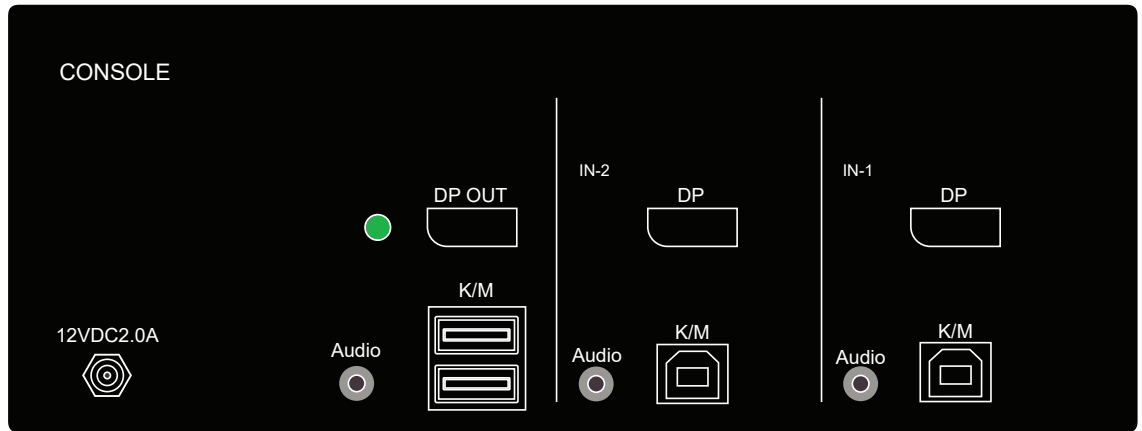 CONSOLE
IN-2
IN-1
DP OUT
DP
DP
K/M
12VDC2.0A
Audio
Audio
K/M
Audio
K/M